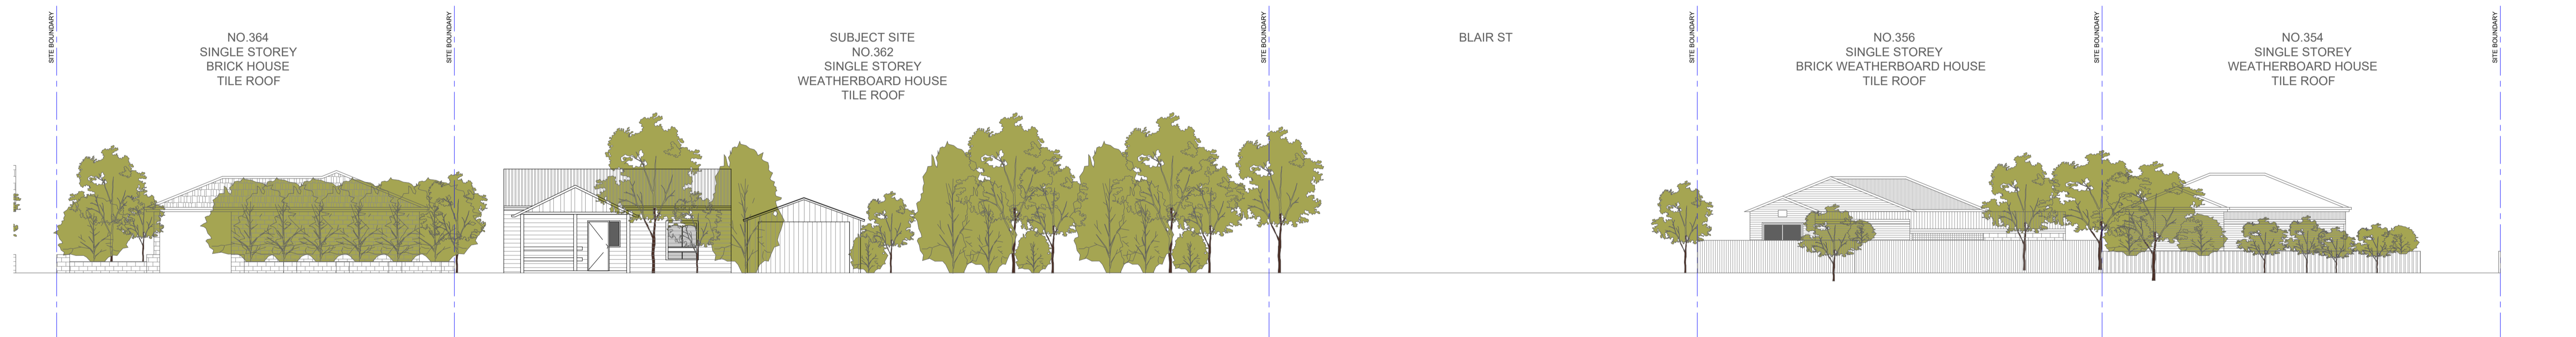 SITE BOUNDARY
NO.364
SINGLE STOREY
BRICK HOUSE
TILE ROOF
SITE BOUNDARY
SUBJECT SITE
NO.362
SINGLE STOREY
WEATHERBOARD HOUSE
TILE ROOF
SITE BOUNDARY
BLAIR ST
SITE BOUNDARY
NO.356
SINGLE STOREY
BRICK WEATHERBOARD HOUSE
TILE ROOF
SITE BOUNDARY
NO.354
SINGLE STOREY
WEATHERBOARD HOUSE
TILE ROOF
SITE BOUNDARY